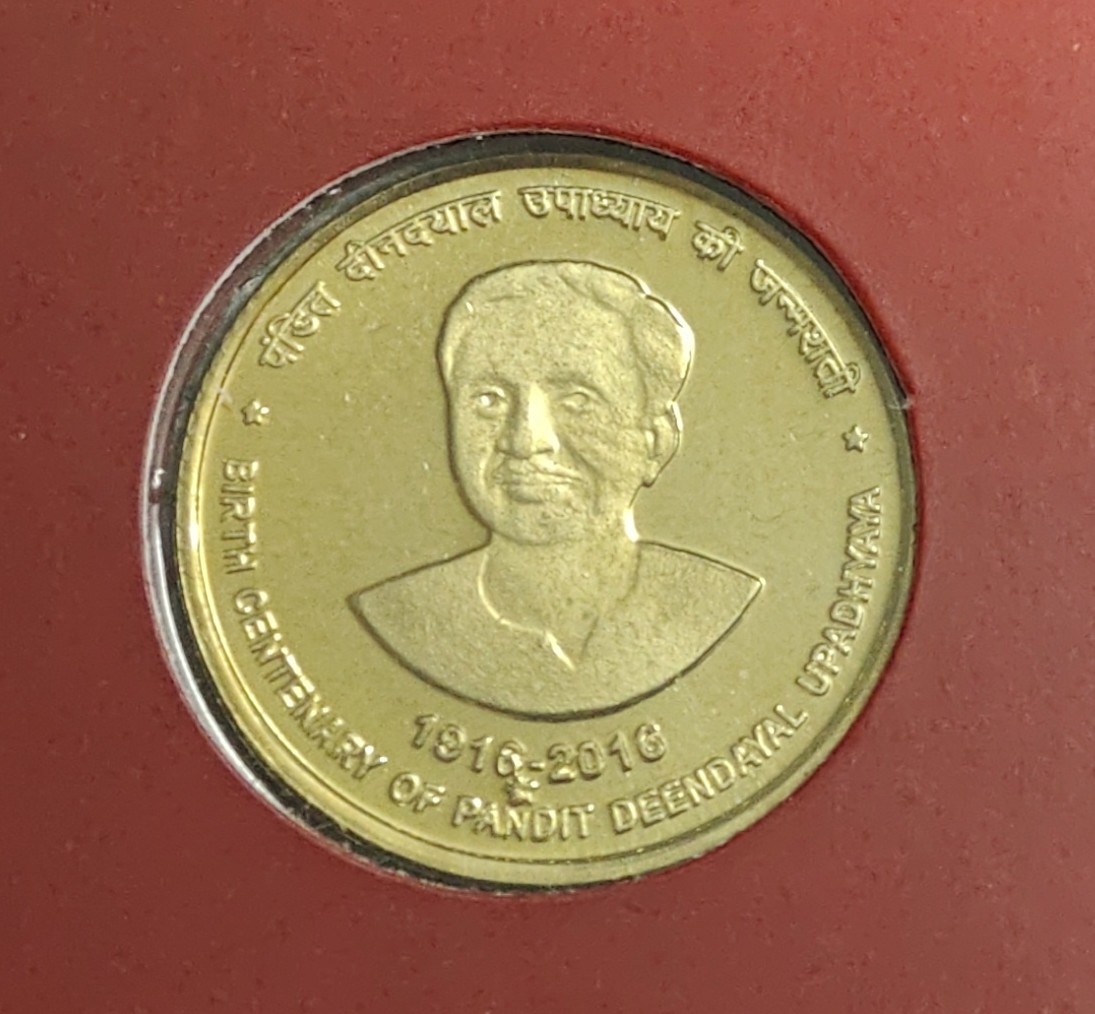 पंडित दीनदयाल उपाध्याय की जन्मशती
1916-2016
BIRTH CENTENARY OF PANDIT DEENDAYAL UPADHYAYA